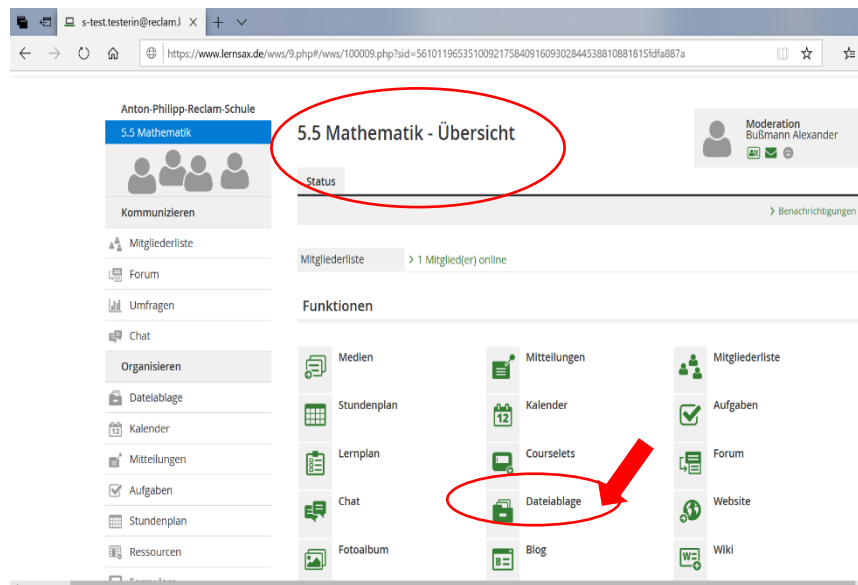 s-test.testerin@reclam.l
https://www.lernsax.de/wws/9.php#/wws/100009.php?sid=56101196535100921758409160930284453881088181Sfdfa887a
Anton-Philipp-Reclam-Schule
5.5 Mathematik
Kommunizieren
Mitgliederliste
Forum
Umfragen
Chat
Organisieren
Dateiablage
Kalender
Mitteilungen
Aufgaben
Stundenplan
Ressourcen
5.5 Mathematik - Übersicht
Moderation
Bußmann Alexander
Status
> Benachrichtigungen
Mitgliederliste > 1 Mitglied(er) online
Funktionen
Medien Mitteilungen Mitgliederliste
Stundenplan Kalender Aufgaben
Lernplan Courselets Forum
Chat Dateiablage Website
Fotoalbum Blog Wiki